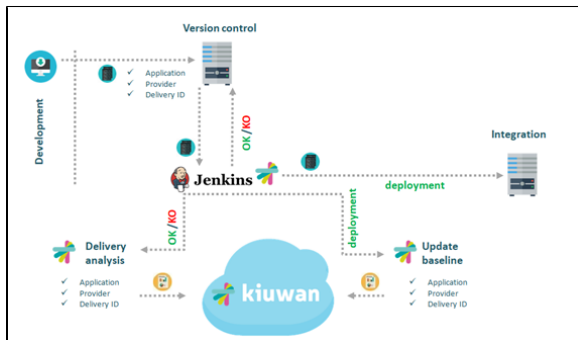 Version control
Development
Application
Provider
Delivery ID
OK/KO
Integration
Jenkins
deployment
OK/KO
deployment
Delivery
analysis
Update
baseline
Application
Provider
Delivery ID
kiuwan
Application
Provider
Delivery ID